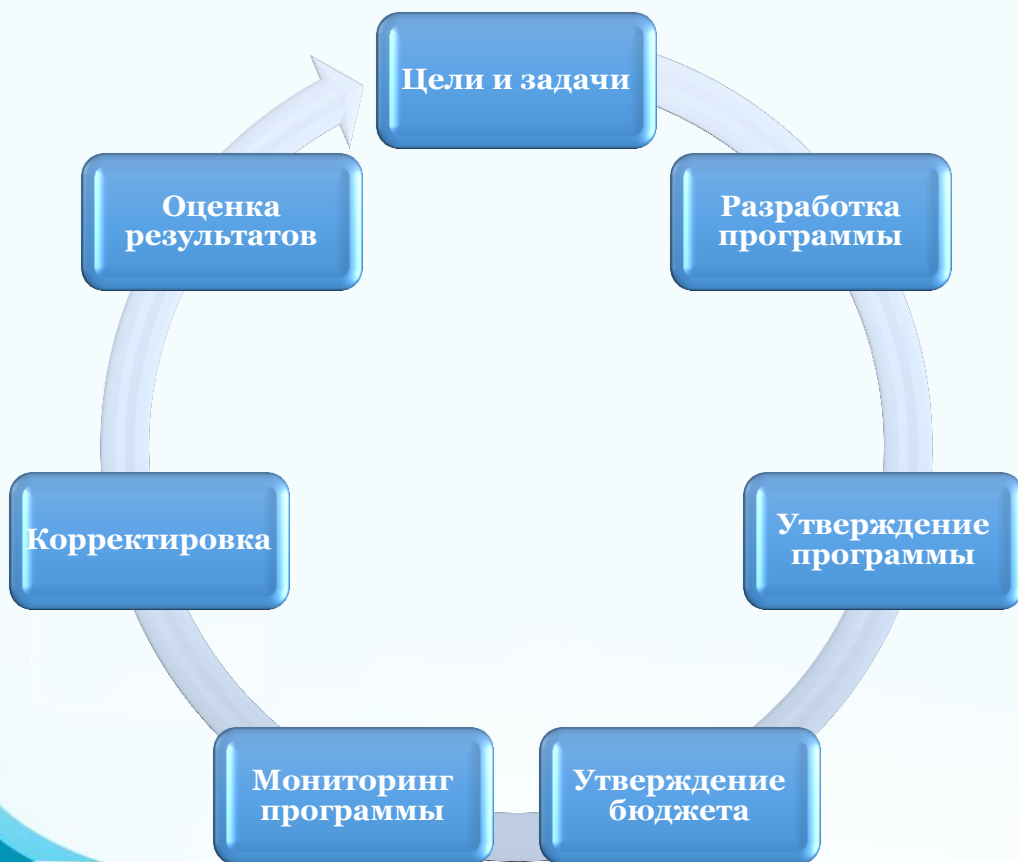 Цели и задачи
Разработка
программы
Утверждение
программы
Утверждение
бюджета
Мониторинг
программы
Корректировка
Оценка
результатов